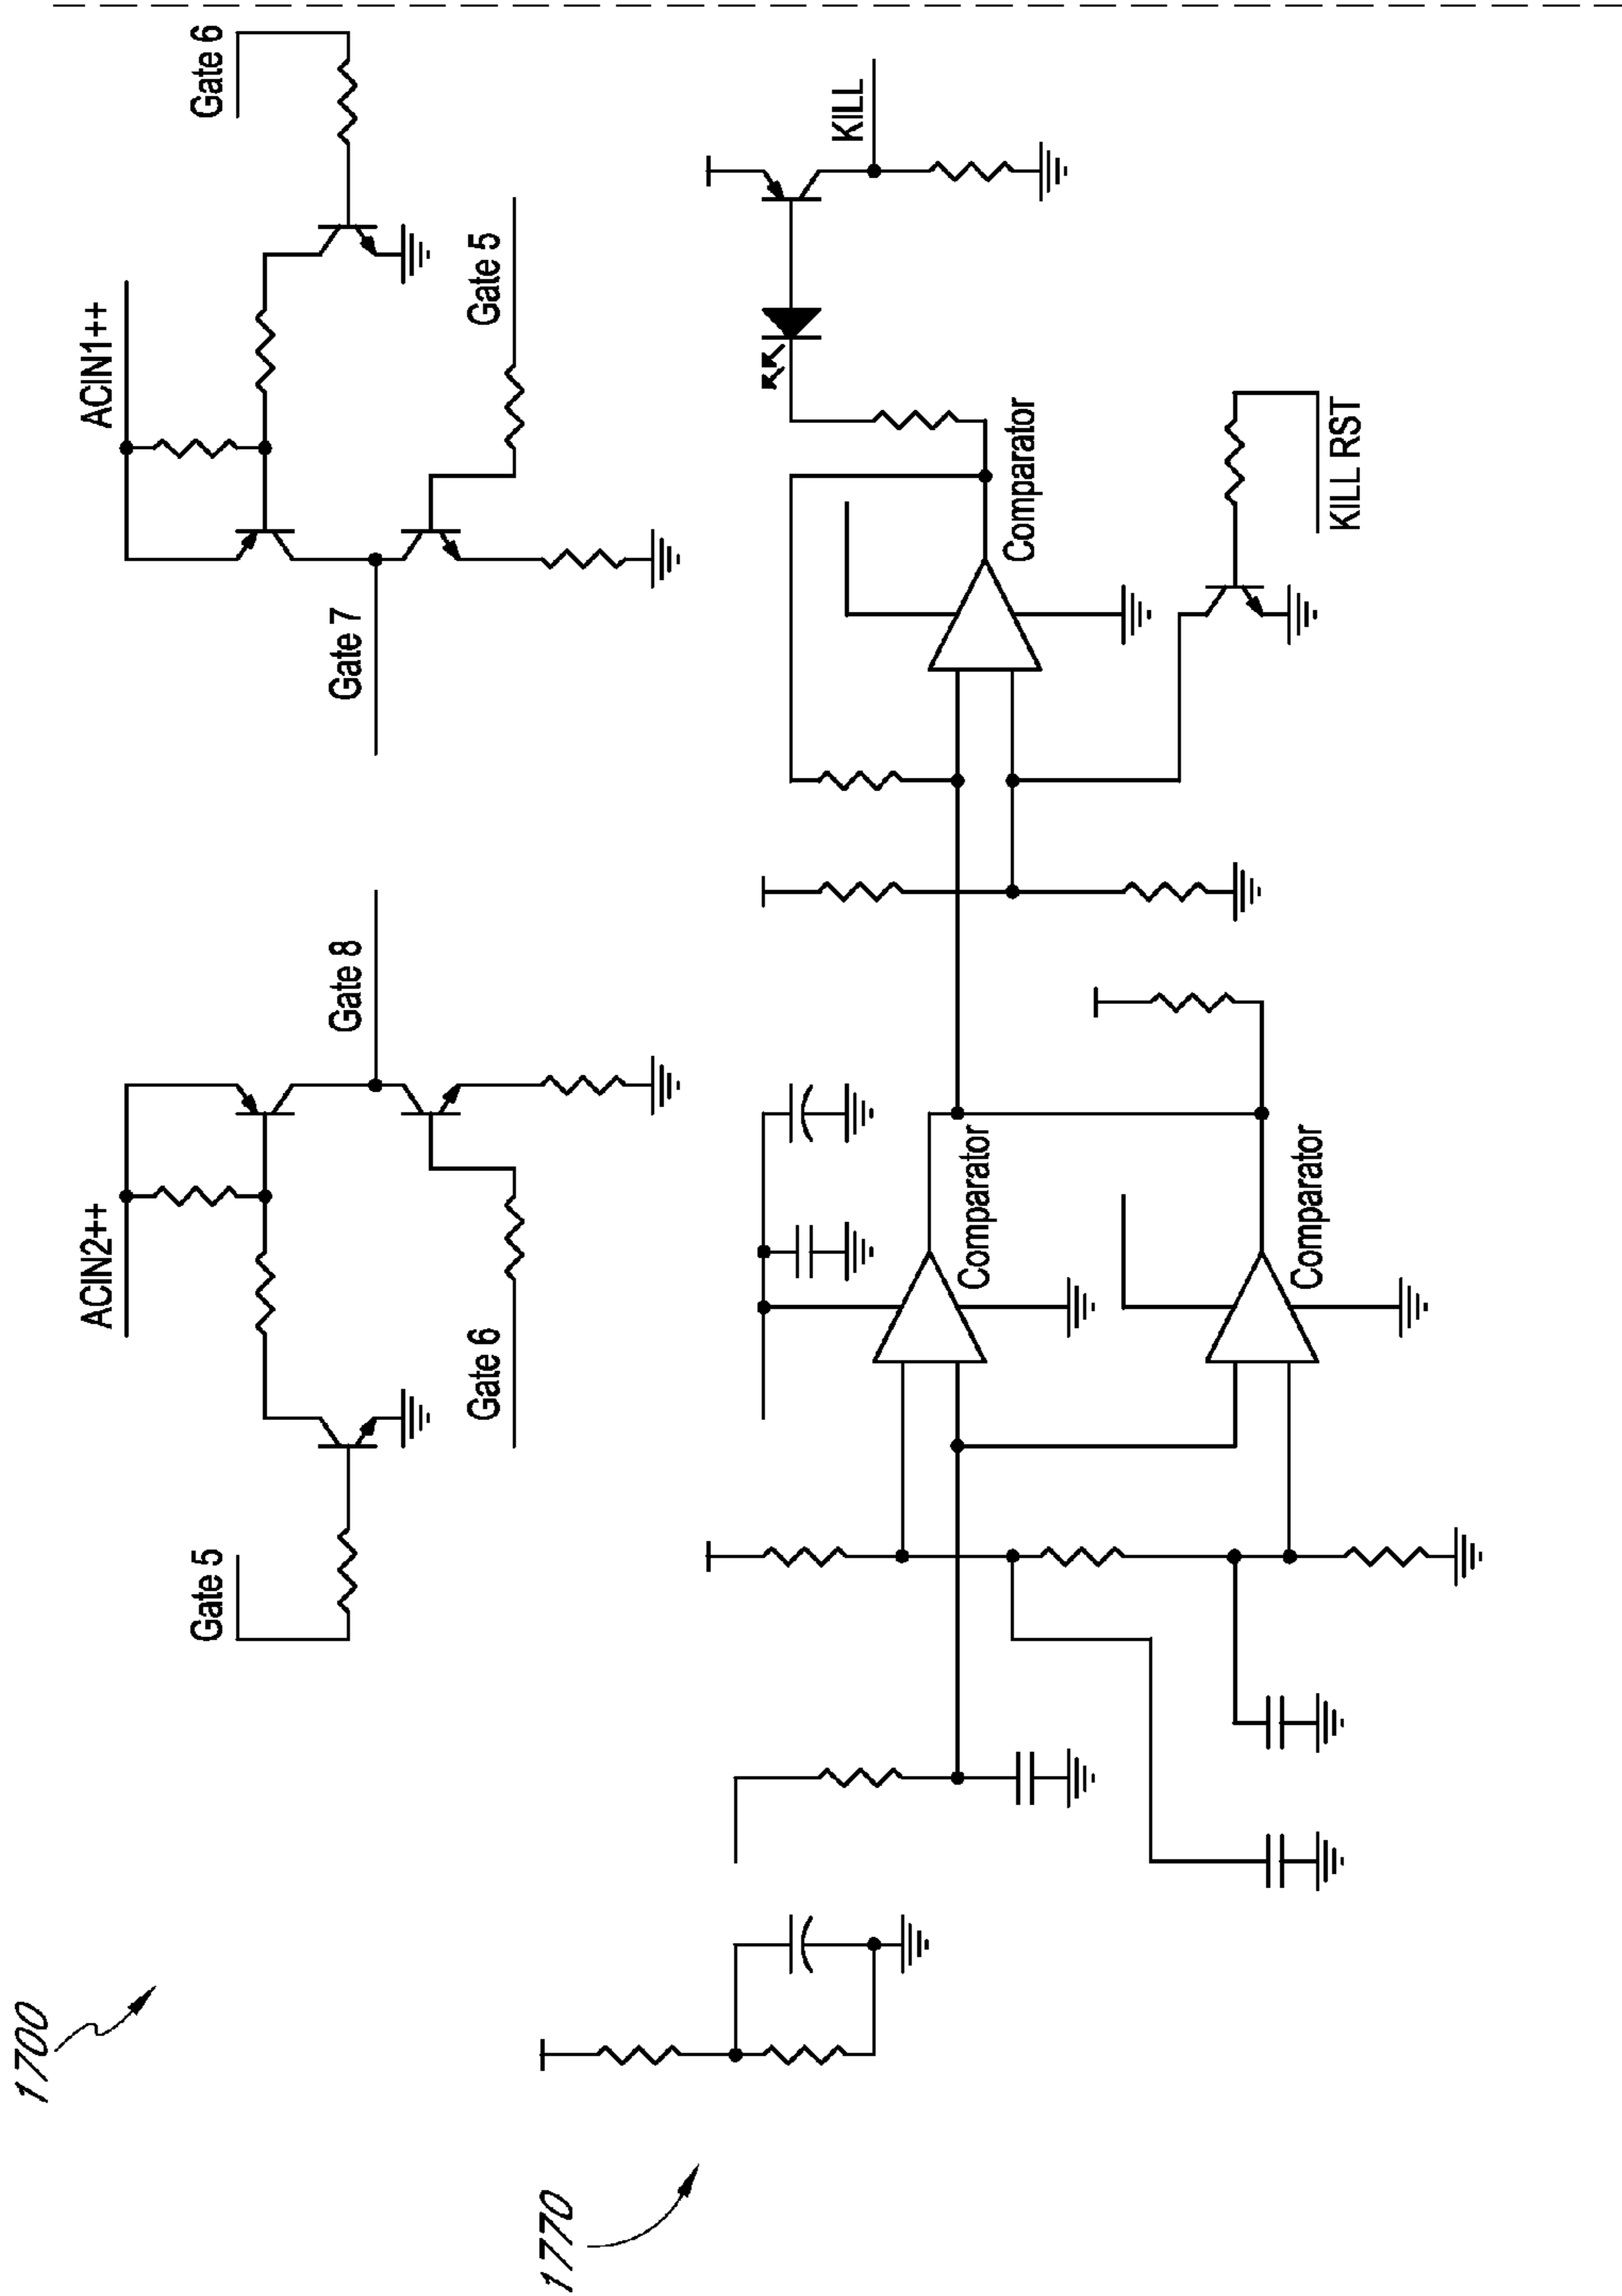 1700
ACIN2++
ACIN1++
Gate 5
Gate 6
Gate 8
Gate 7
Gate 6
Gate 5
1770
KILL
Comparator
Comparator
Comparator
KILL RST